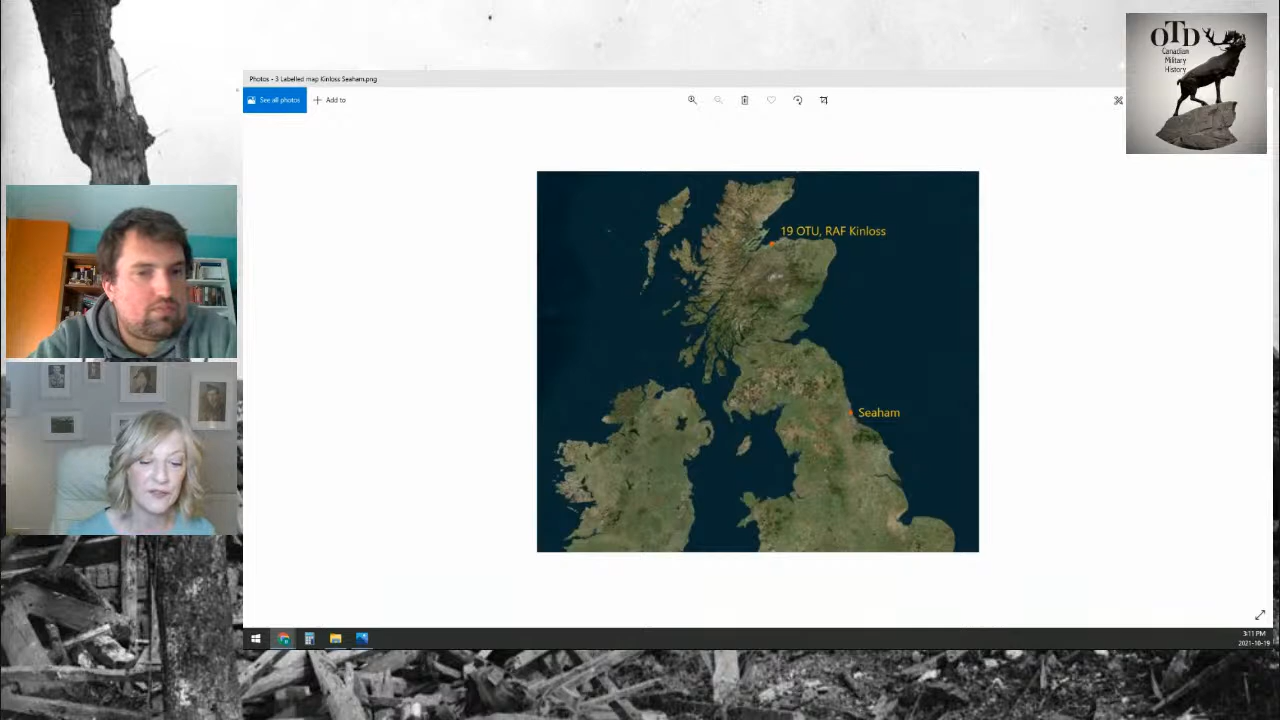 OTD
Canadian
Military
History
Photos - 3 Labelled map Kinloss Seaham.png
See all photos
Add to
19 OTU, RAF Kinloss
Seaham
3:11 PM
2021-10-19